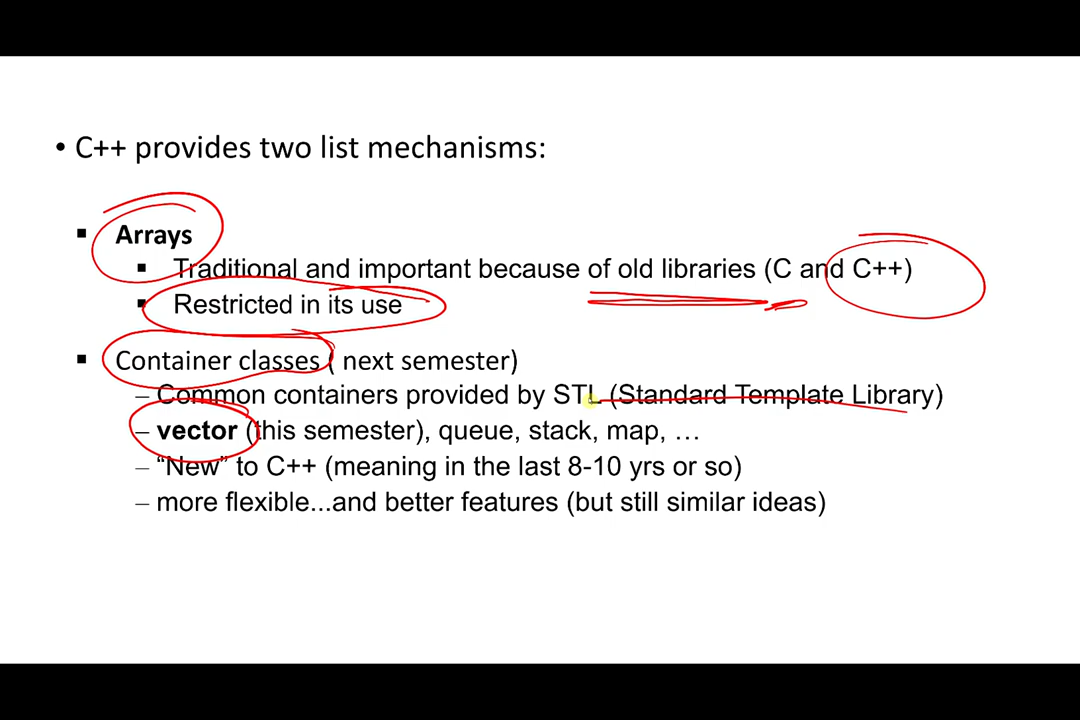 • C++ provides two list mechanisms:
▪ Arrays
▪ Traditional and important because of old libraries (C and C++)
▪ Restricted in its use
▪ Container classes ( next semester)
– Common containers provided by STL (Standard Template Library)
– vector (this semester), queue, stack, map, …
– “New” to C++ (meaning in the last 8-10 yrs or so)
– more flexible...and better features (but still similar ideas)